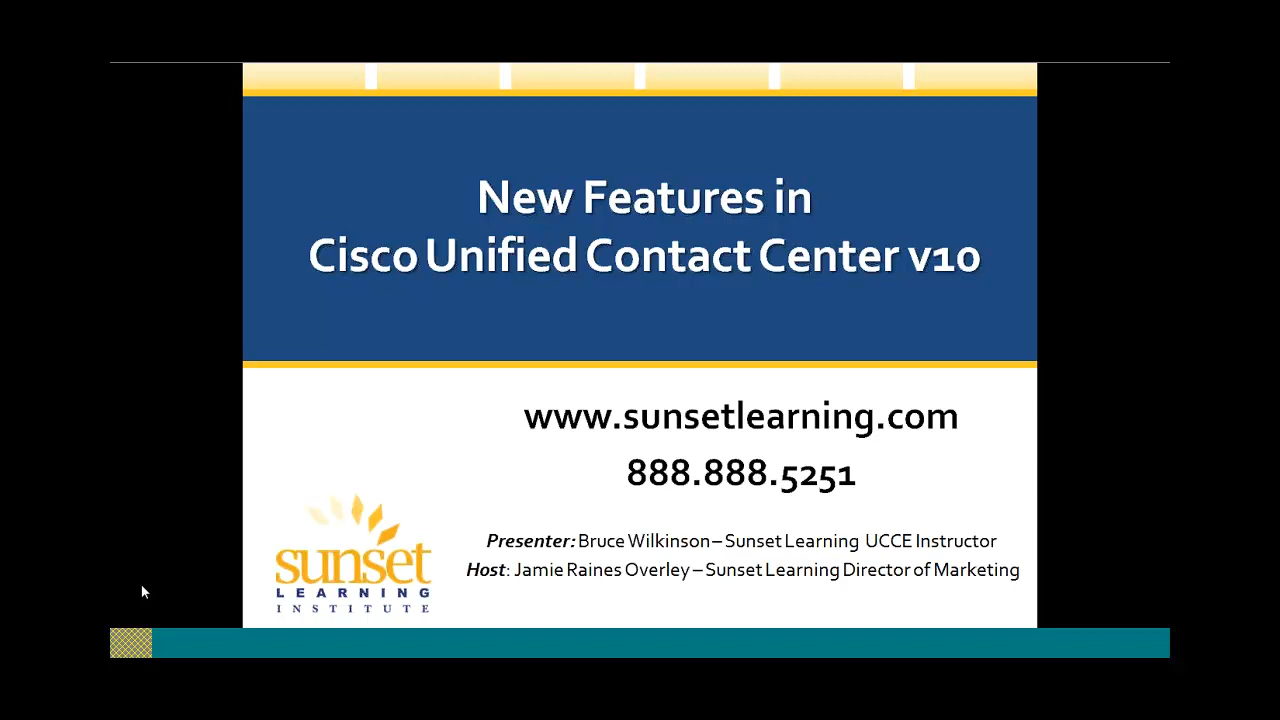 New Features in
Cisco Unified Contact Center v10
www.sunsetlearning.com
888.888.5251
Presenter: Bruce Wilkinson – Sunset Learning UCCE Instructor
Host: Jamie Raines Overley – Sunset Learning Director of Marketing
sunset
LEARNING
INSTITUTE